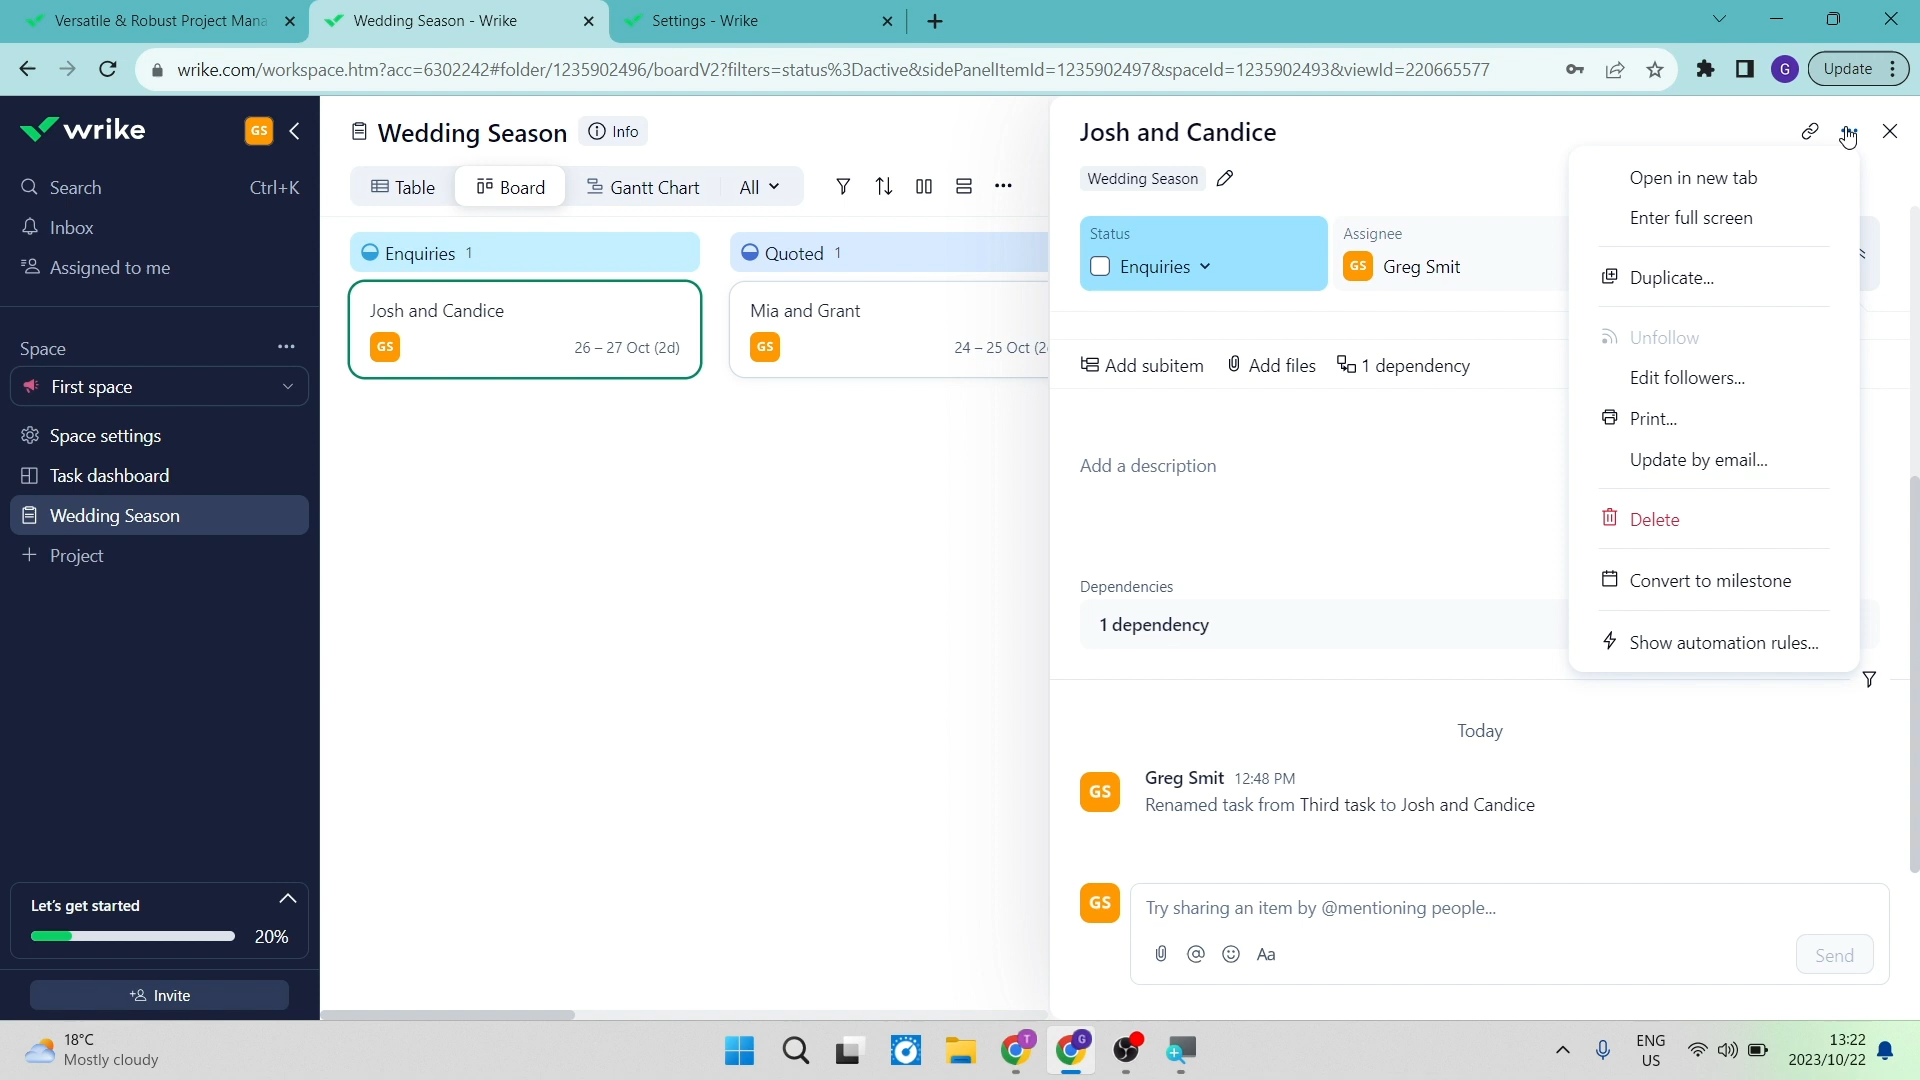 Versatile & Robust Project Mana
Wedding Season - Wrike
Settings - Wrike
wrike.com/workspace.htm?acc=6302242#folder/1235902496/boardV2?filters=status%3Dactive&sidePanelItemId=1235902497&spaceId=1235902493&viewId=220665577
G
Update
wrike
GS
Search
Ctrl+K
Inbox
Assigned to me
Space
First space
Space settings
Task dashboard
Wedding Season
Project
Let's get started
20%
Invite
Wedding Season
Info
Table
Board
Gantt Chart
All
Enquiries 1
Josh and Candice
GS
26 – 27 Oct (2d)
Quoted 1
Mia and Grant
GS
24 – 25 Oct (2
Josh and Candice
Wedding Season
Status
Enquiries
Assignee
GS
Greg Smit
Add subitem
Add files
1 dependency
Add a description
Dependencies
1 dependency
Open in new tab
Enter full screen
Duplicate...
Unfollow
Edit followers...
Print...
Update by email...
Delete
Convert to milestone
Show automation rules...
Today
GS
Greg Smit 12:48 PM
Renamed task from Third task to Josh and Candice
GS
Try sharing an item by @mentioning people...
Aa
Send
18°C
Mostly cloudy
T
G
ENG
US
13:22
2023/10/22